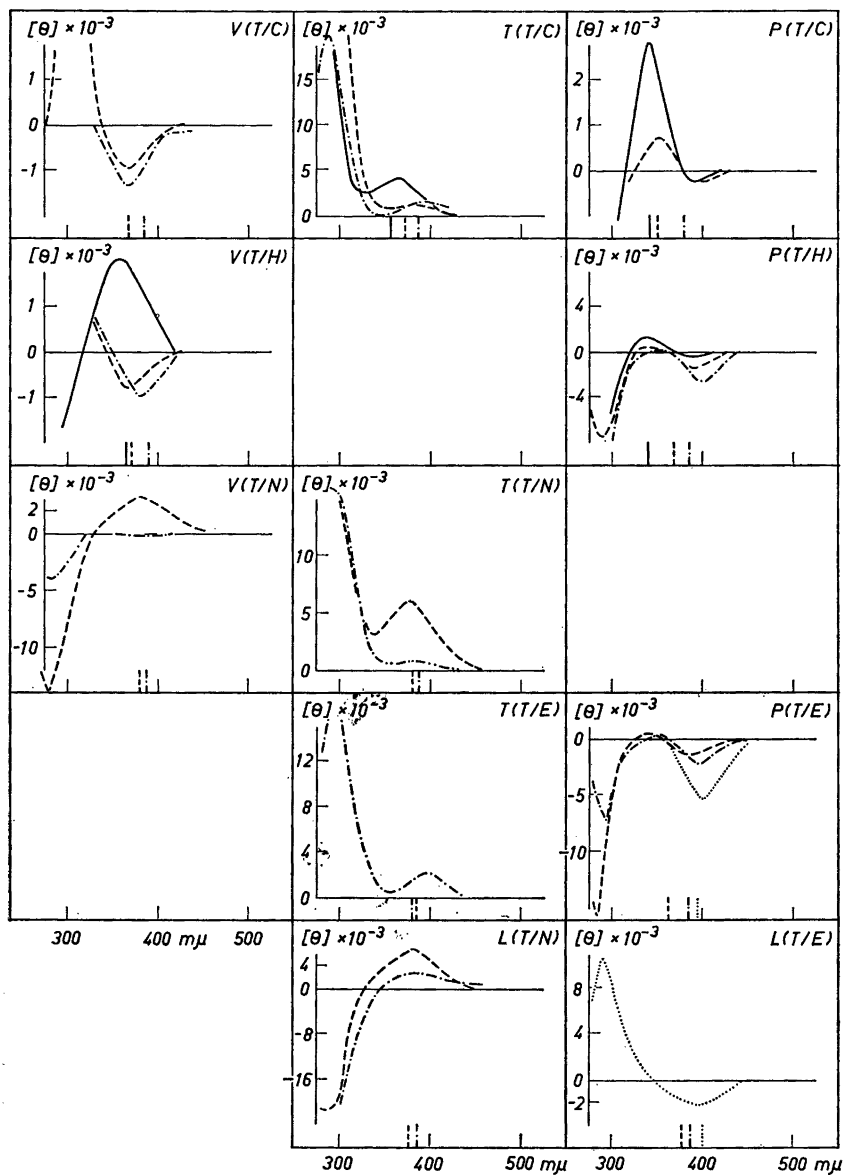 [Θ] ×10⁻³ V(T/C)
1
0
-1
[Θ] ×10⁻³ T(T/C)
15
10
5
0
[Θ] ×10⁻³ P(T/C)
2
1
0
[Θ] ×10⁻³ V(T/H)
1
0
-1
[Θ] ×10⁻³ P(T/H)
0
-4
[Θ] ×10⁻³ V(T/N)
2
0
-5
-10
[Θ] ×10⁻³ T(T/N)
10
5
0
[Θ] ×10⁻³ T(T/E)
12
8
4
0
[Θ] ×10⁻³ P(T/E)
0
-5
-10
300 400 mμ 500
[Θ] ×10⁻³ L(T/N)
4
0
-8
-16
[Θ] ×10⁻³ L(T/E)
8
4
0
-2
300 400 500 mμ
300 400 500 mμ